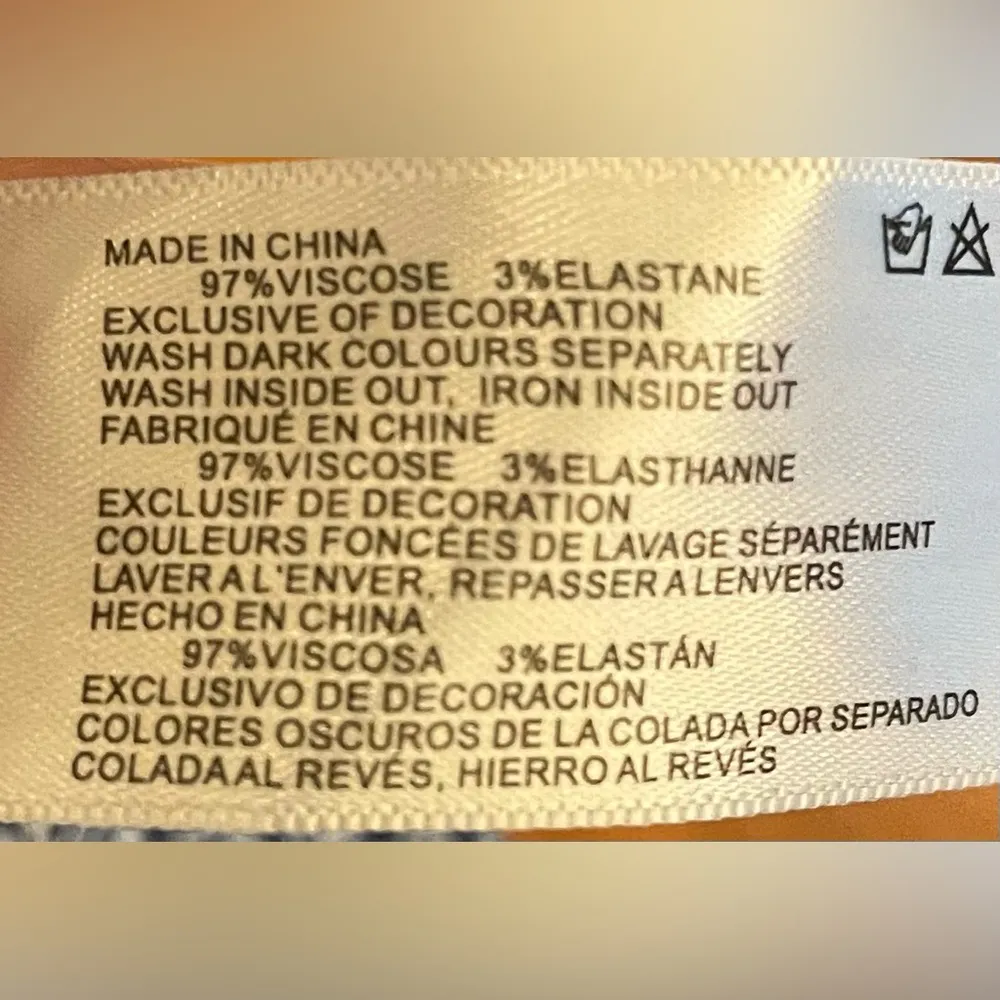 MADE IN CHINA
97%VISCOSE 3%ELASTANE
EXCLUSIVE OF DECORATION
WASH DARK COLOURS SEPARATELY
WASH INSIDE OUT, IRON INSIDE OUT
FABRIQUÉ EN CHINE
97%VISCOSE 3%ELASTHANNE
EXCLUSIF DE DECORATION
COULEURS FONCÉES DE LAVAGE SÉPARÉMENT
LAVER A L'ENVER, REPASSER A LENVERS
HECHO EN CHINA
97%VISCOSA 3%ELASTÁN
EXCLUSIVO DE DECORACIÓN
COLORES OSCUROS DE LA COLADA POR SEPARADO
COLADA AL REVÉS, HIERRO AL REVÉS